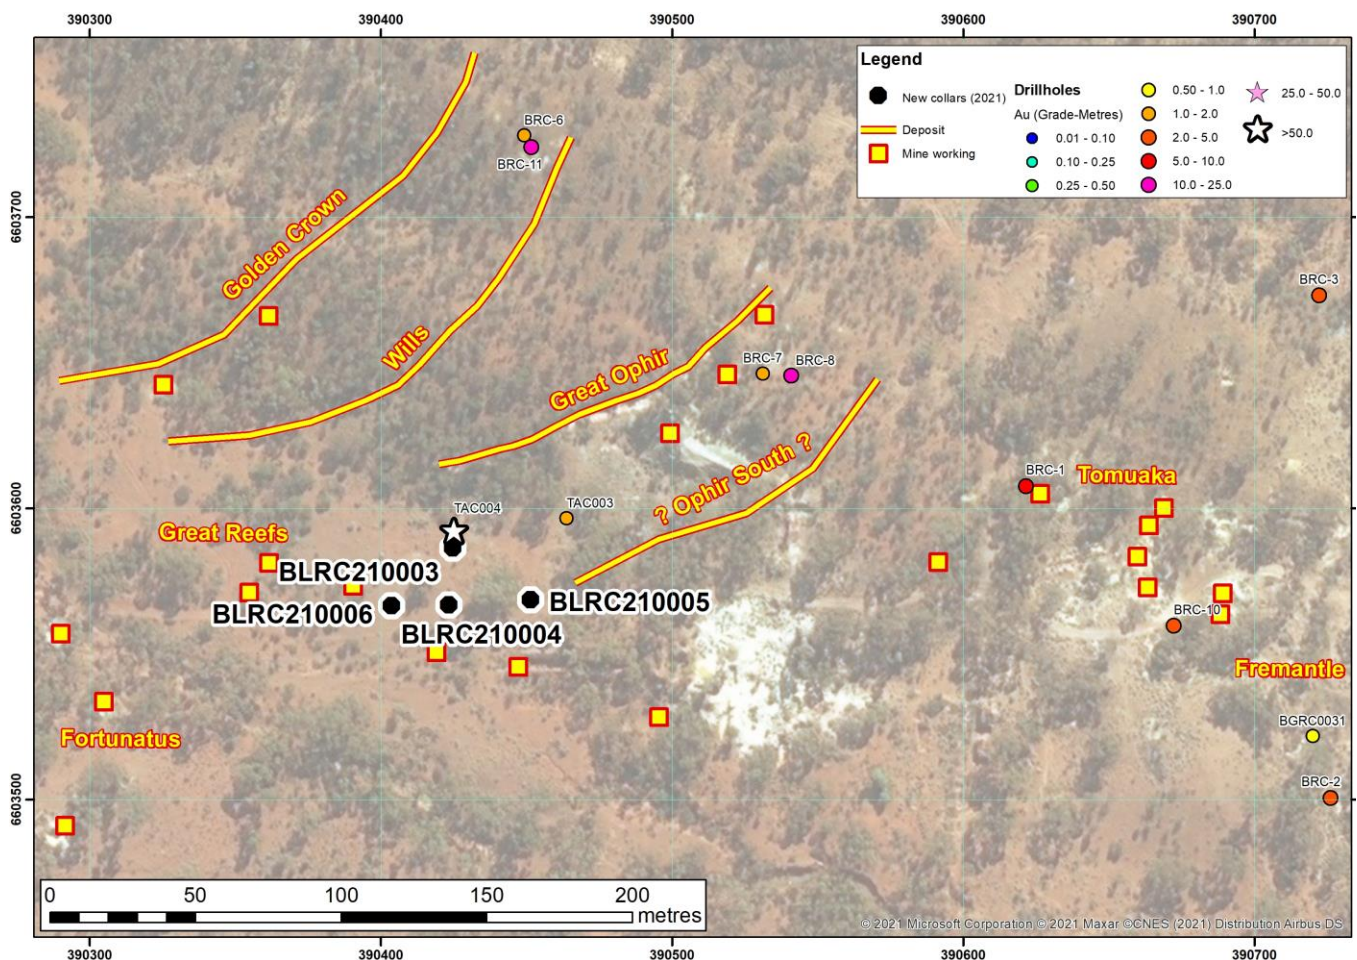 390300
390400
390500
390600
390700
Legend
New collars (2021)
Deposit
Mine working
Drillholes
Au (Grade-Metres)
0.01 - 0.10
0.10 - 0.25
0.25 - 0.50
0.50 - 1.0
1.0 - 2.0
2.0 - 5.0
5.0 - 10.0
10.0 - 25.0
25.0 - 50.0
>50.0
BRC-6
BRC-11
6603700
6603700
Golden Crown
BRC-3
Wills
Great Ophir
BRC-7
BRC-8
? Ophir South ?
BRC-1
Tomuaka
TAC004
TAC003
6603600
6603600
Great Reefs
BLRC210003
BLRC210006
BLRC210005
BLRC210004
BRC-10
Fremantle
Fortunatus
BGRC0031
BRC-2
6603500
6603500
0
50
100
150
200
metres
© 2021 Microsoft Corporation © 2021 Maxar ©CNES (2021) Distribution Airbus DS
390300
390400
390500
390600
390700